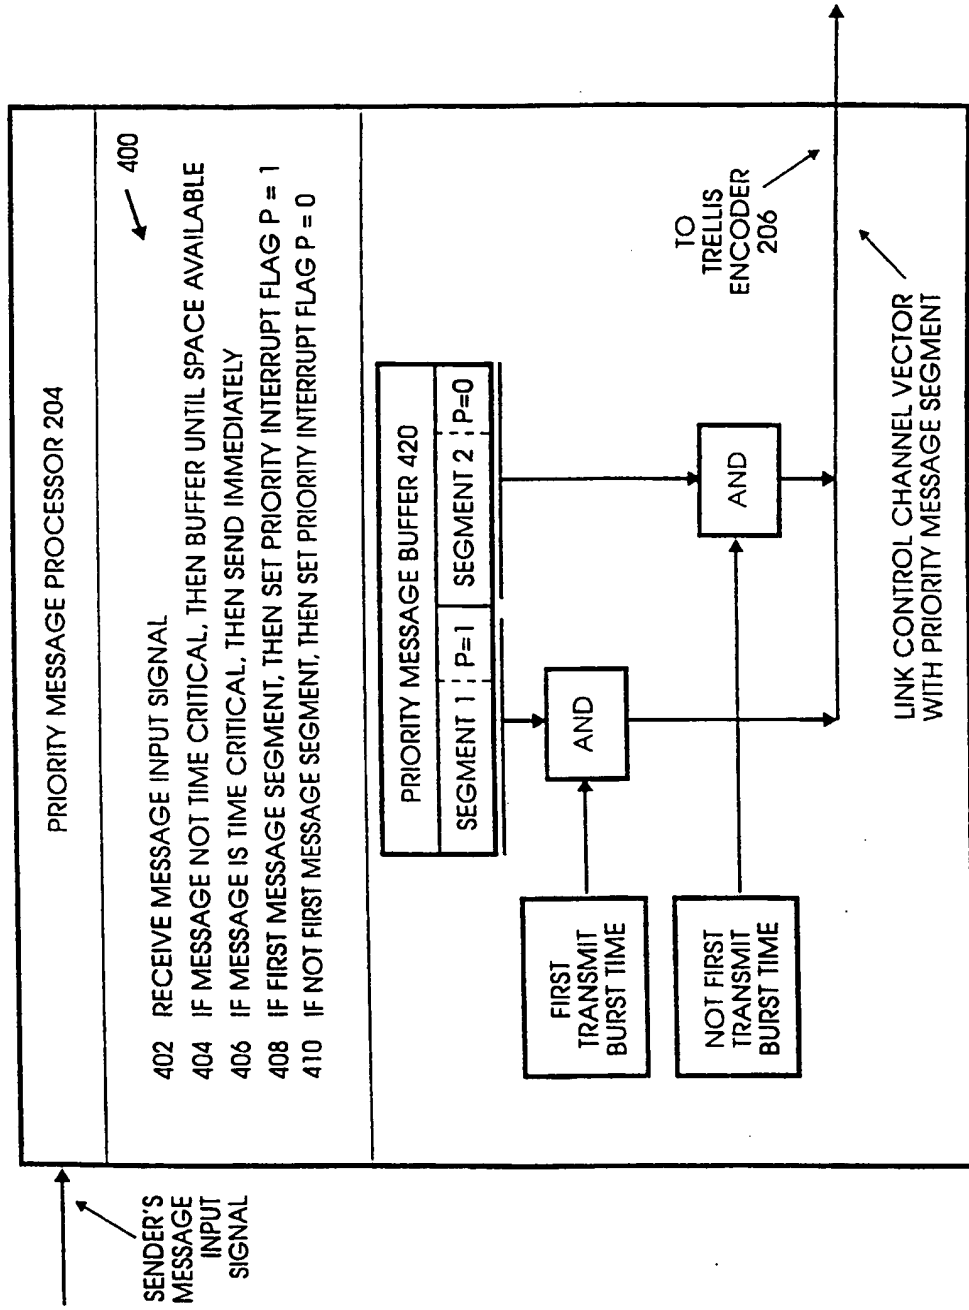 PRIORITY MESSAGE PROCESSOR 204
SENDER'S
MESSAGE
INPUT
SIGNAL
400
402 RECEIVE MESSAGE INPUT SIGNAL
404 IF MESSAGE NOT TIME CRITICAL, THEN BUFFER UNTIL SPACE AVAILABLE
406 IF MESSAGE IS TIME CRITICAL, THEN SEND IMMEDIATELY
408 IF FIRST MESSAGE SEGMENT, THEN SET PRIORITY INTERRUPT FLAG P = 1
410 IF NOT FIRST MESSAGE SEGMENT, THEN SET PRIORITY INTERRUPT FLAG P = 0
PRIORITY MESSAGE BUFFER 420
SEGMENT 1 P=1 SEGMENT 2 P=0
FIRST
TRANSMIT
BURST TIME
AND
NOT FIRST
TRANSMIT
BURST TIME
AND
TO
TRELLIS
ENCODER
206
LINK CONTROL CHANNEL VECTOR
WITH PRIORITY MESSAGE SEGMENT